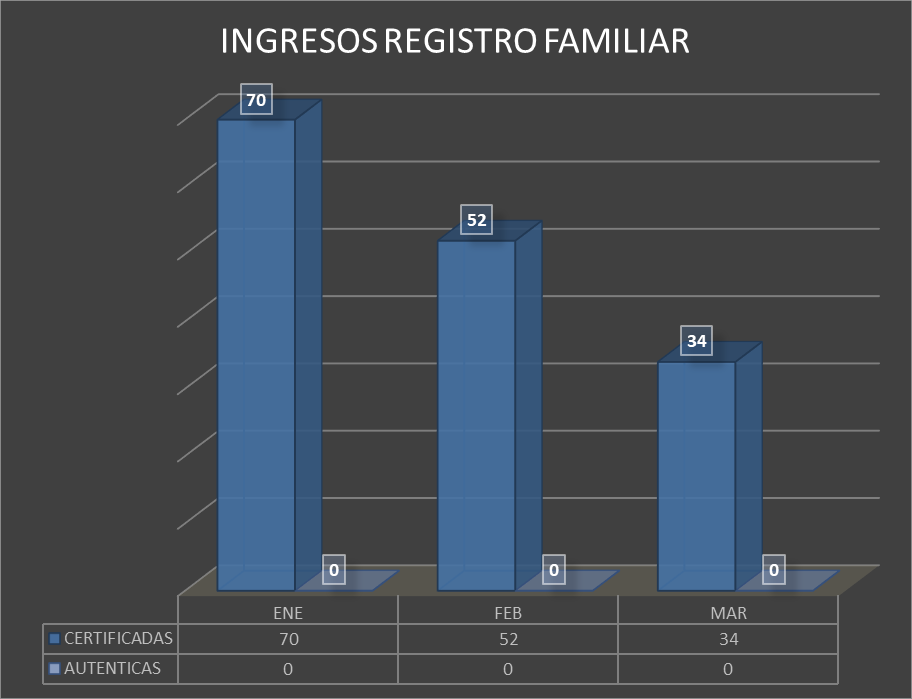 INGRESOS REGISTRO FAMILIAR
70
52
34
0
0
0
ENE FEB MAR
CERTIFICADAS 70 52 34
AUTENTICAS 0 0 0